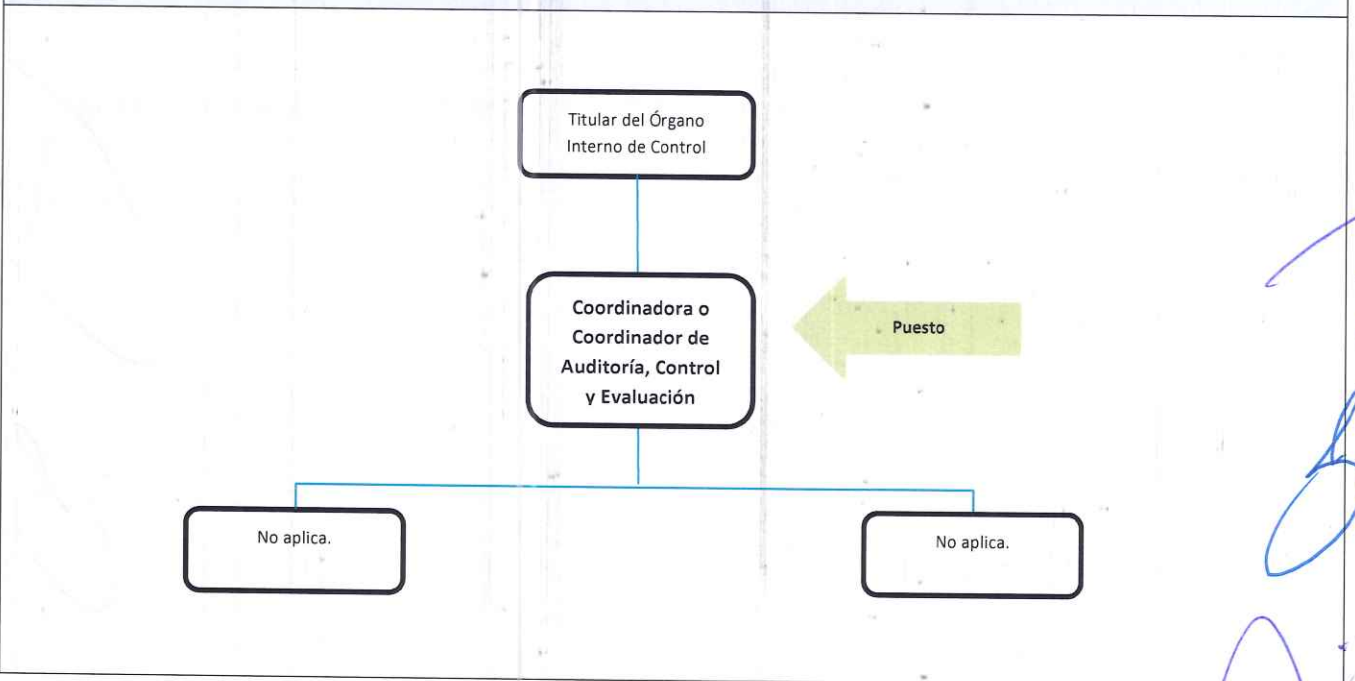 Titular del Órgano
Interno de Control
Coordinadora o
Coordinador de
Auditoría, Control
y Evaluación
Puesto
No aplica.
No aplica.